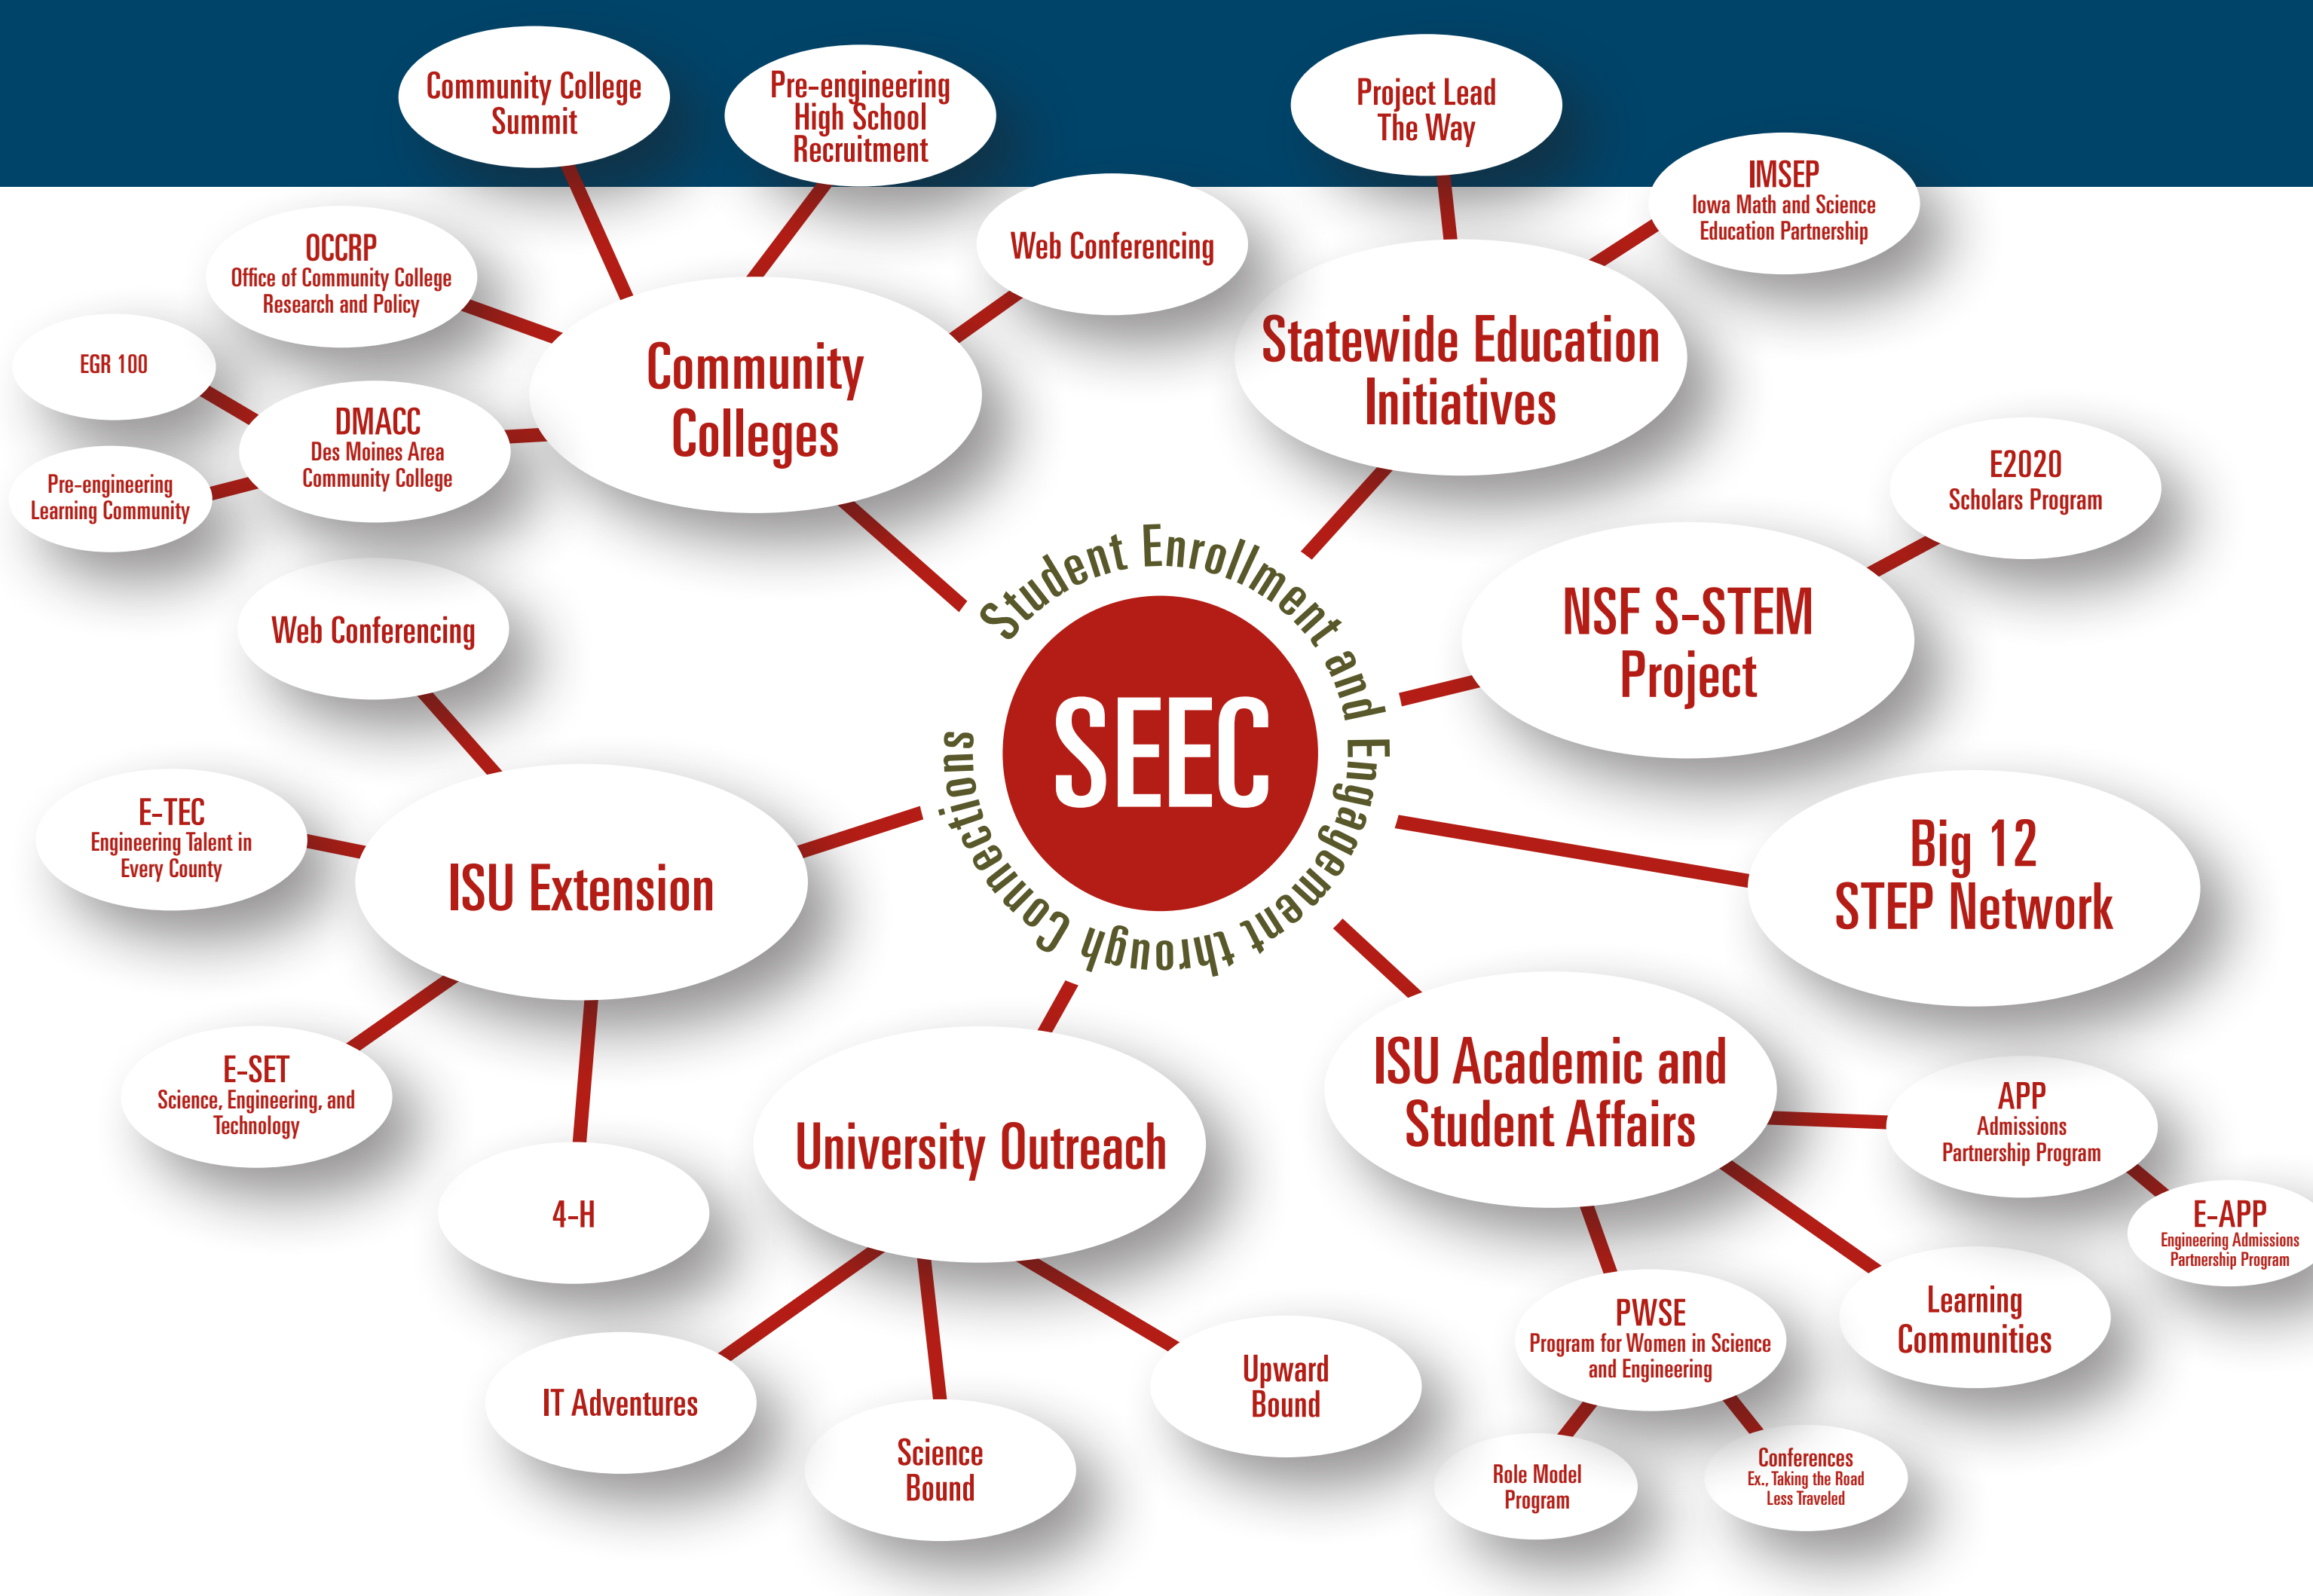 Community College
Summit
Pre-engineering
High School
Recruitment
Project Lead
The Way
IMSEP
Iowa Math and Science
Education Partnership
OCCRP
Office of Community College
Research and Policy
Web Conferencing
EGR 100
DMACC
Des Moines Area
Community College
Pre-engineering
Learning Community
Community
Colleges
Statewide Education
Initiatives
E2020
Scholars Program
NSF S-STEM
Project
Web Conferencing
Student Enrollment and Engagement through Connections
SEEC
E-TEC
Engineering Talent in
Every County
ISU Extension
Big 12
STEP Network
E-SET
Science, Engineering, and
Technology
4-H
University Outreach
ISU Academic and
Student Affairs
APP
Admissions
Partnership Program
E-APP
Engineering Admissions
Partnership Program
IT Adventures
Science
Bound
Upward
Bound
PWSE
Program for Women in Science
and Engineering
Learning
Communities
Role Model
Program
Conferences
Ex., Taking the Road
Less Traveled